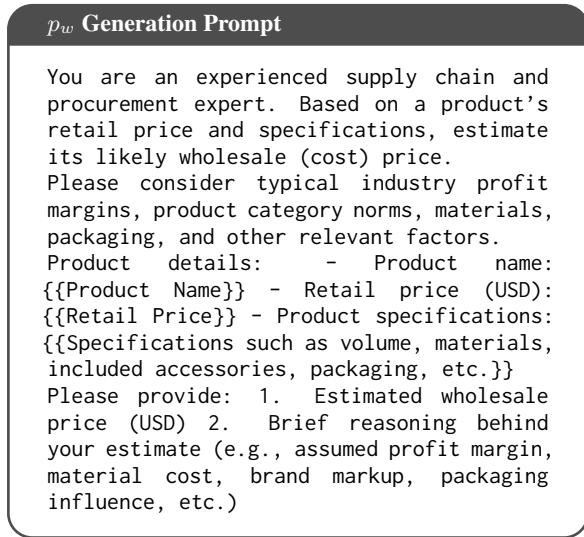 p_w Generation Prompt
You are an experienced supply chain and
procurement expert. Based on a product's
retail price and specifications, estimate
its likely wholesale (cost) price.
Please consider typical industry profit
margins, product category norms, materials,
packaging, and other relevant factors.
Product details: - Product name:
{{Product Name}} - Retail price (USD):
{{Retail Price}} - Product specifications:
{{Specifications such as volume, materials,
included accessories, packaging, etc.}}
Please provide: 1. Estimated wholesale
price (USD) 2. Brief reasoning behind
your estimate (e.g., assumed profit margin,
material cost, brand markup, packaging
influence, etc.)